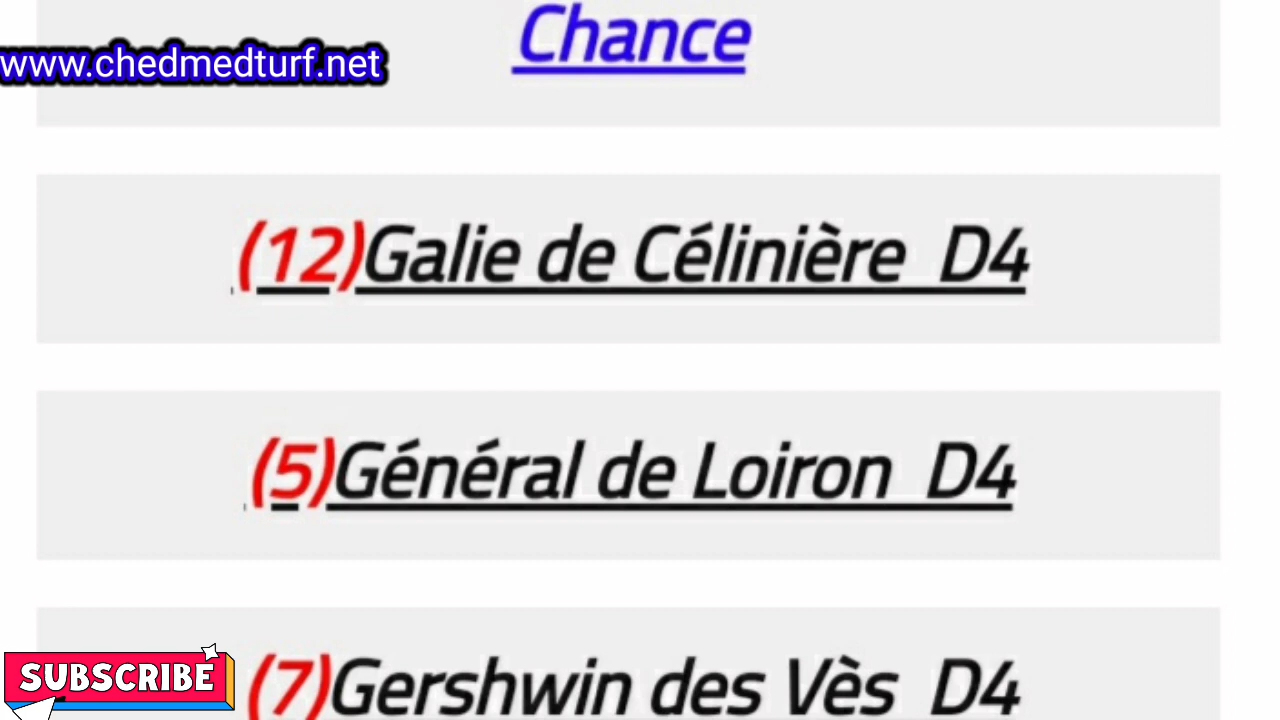 Chance
www.chedmedturf.net
(12)Galie de Célinière D4
(5)Général de Loiron D4
(7)Gershwin des Vès D4
SUBSCRIBE